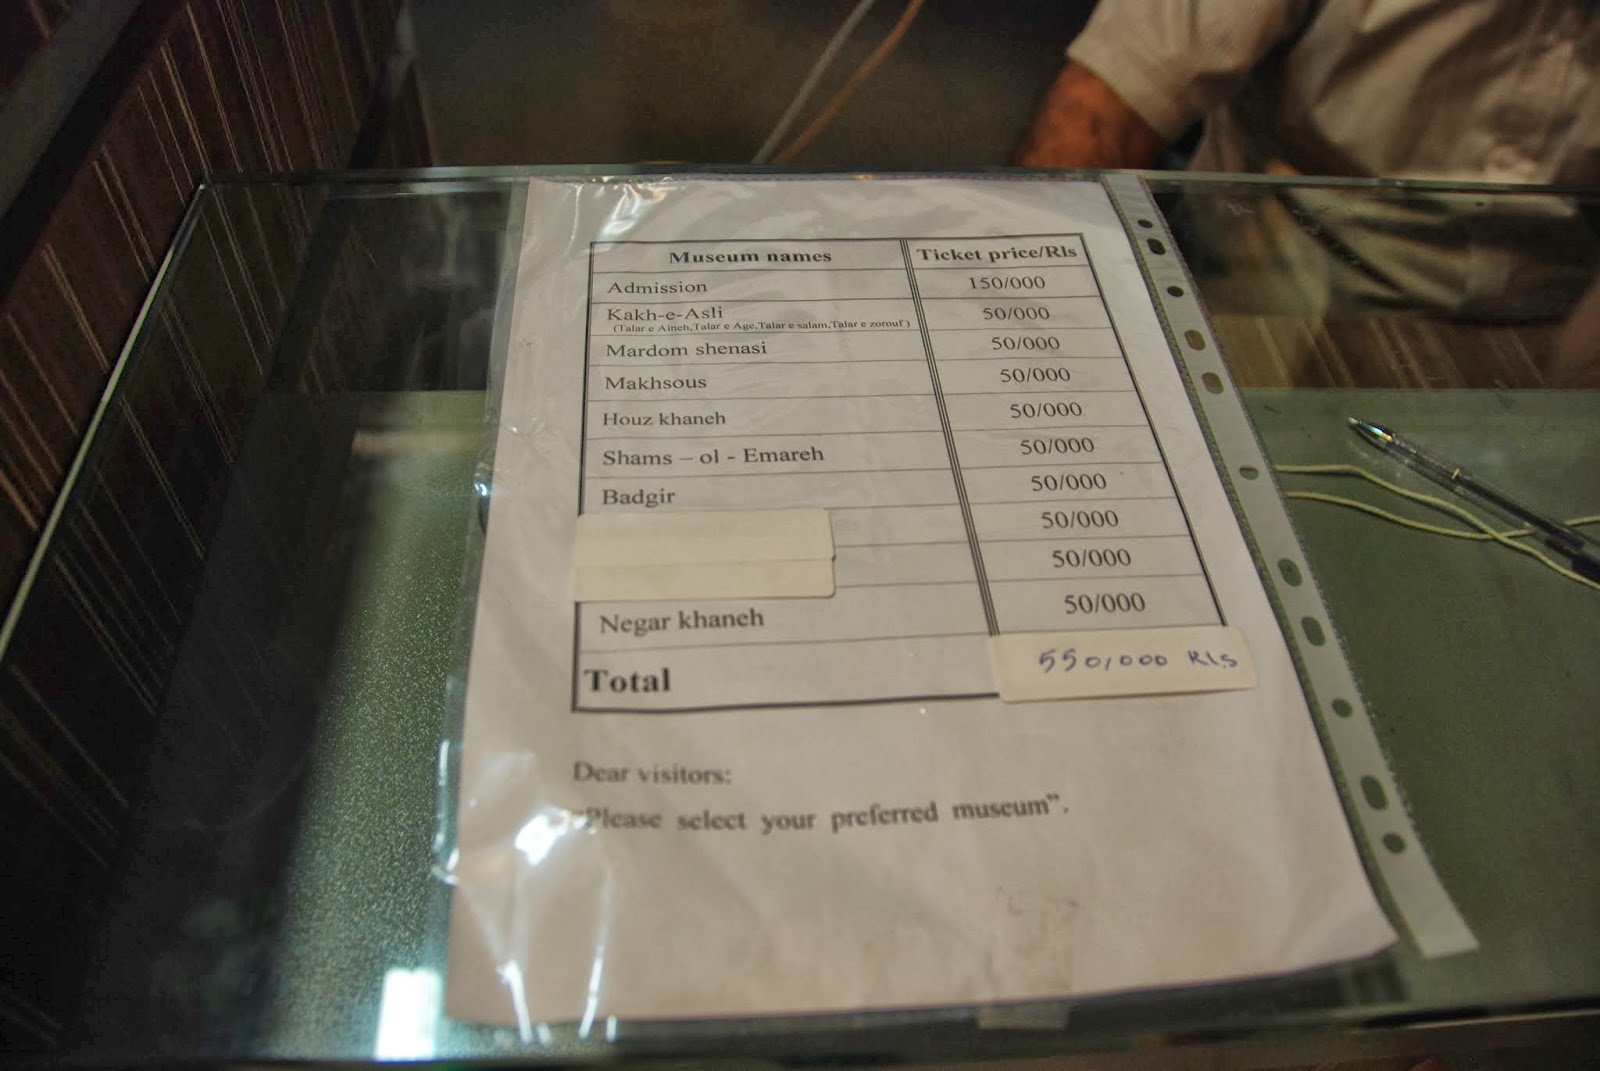 Museum names Ticket price/Rls
Admission 150/000
Kakh-e-Asli 50/000
(Talar e Aineh,Talar e Age,Talar e salam,Talar e zorouf )
Mardom shenasi 50/000
Makhsous 50/000
Houz khaneh 50/000
Shams – ol - Emareh 50/000
Badgir 50/000
50/000
50/000
Negar khaneh 50/000
Total 550,000 Rls
Dear visitors:
"Please select your preferred museum".